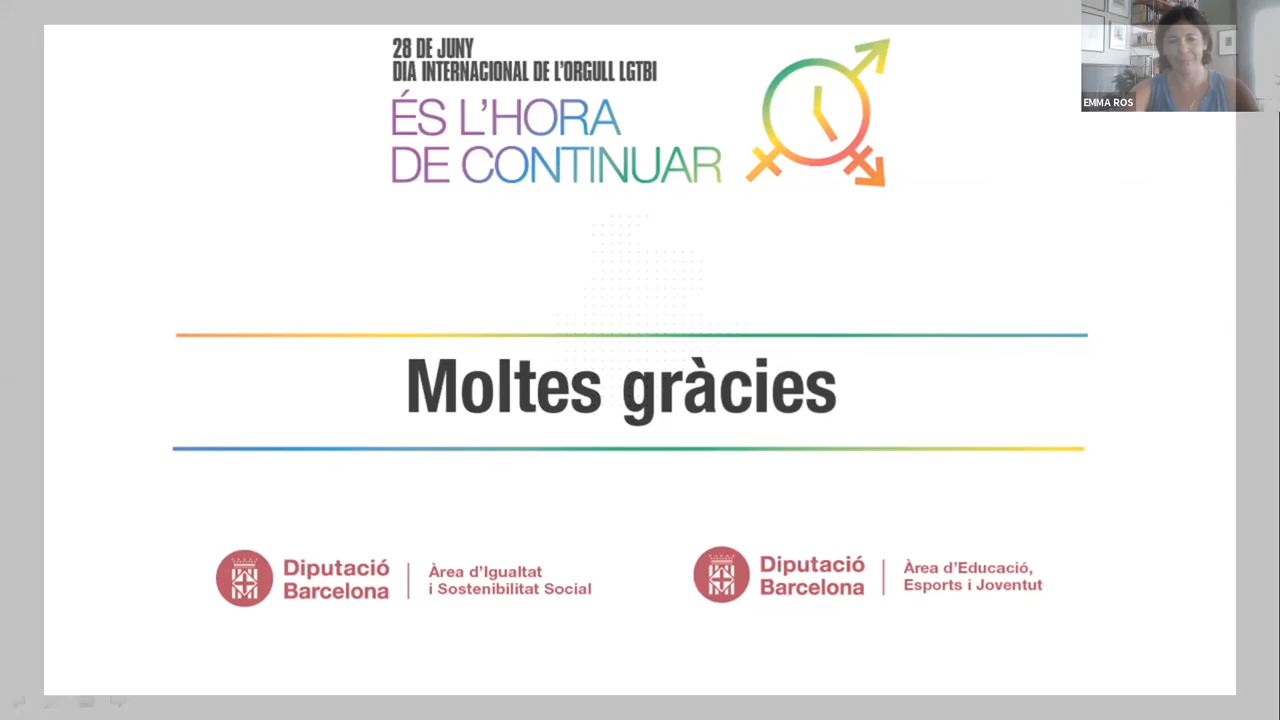 28 DE JUNY
DIA INTERNACIONAL DE L'ORGULL LGTBI
ÉS L'HORA
DE CONTINUAR
EMMA ROS
Moltes gràcies
Diputació
Barcelona
Àrea d'Igualtat
i Sostenibilitat Social
Diputació
Barcelona
Àrea d'Educació,
Esports i Joventut